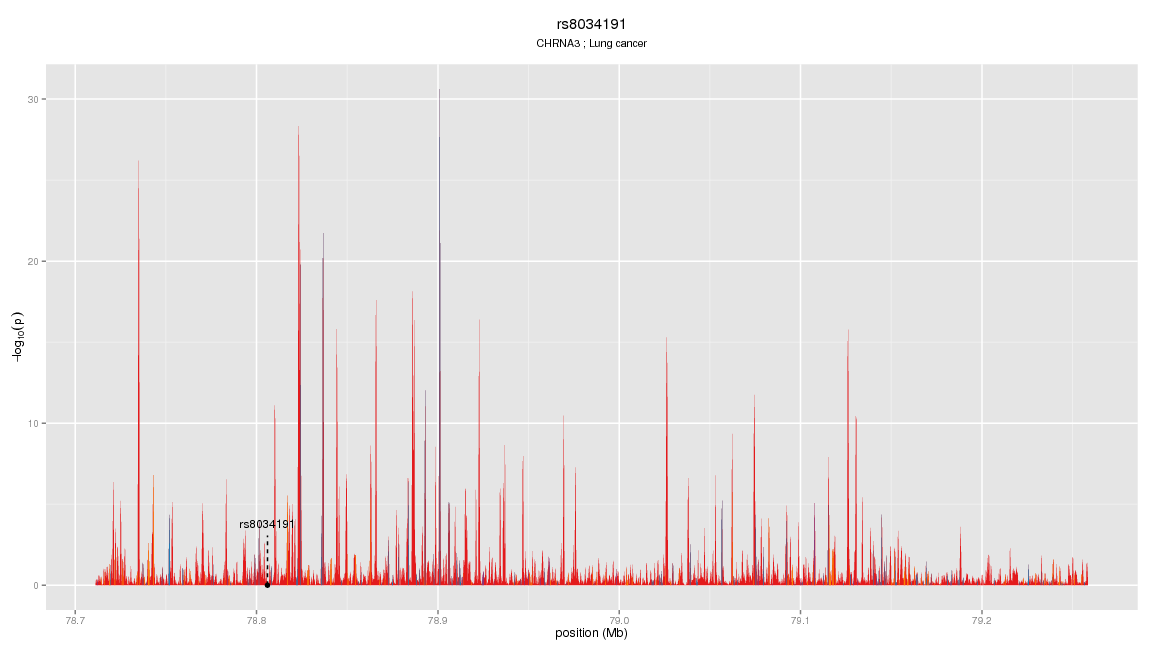 rs8034191
CHRNA3 ; Lung cancer
30
20
10
0
−log10(p)
rs8034191
78.7 78.8 78.9 79.0 79.1 79.2
position (Mb)